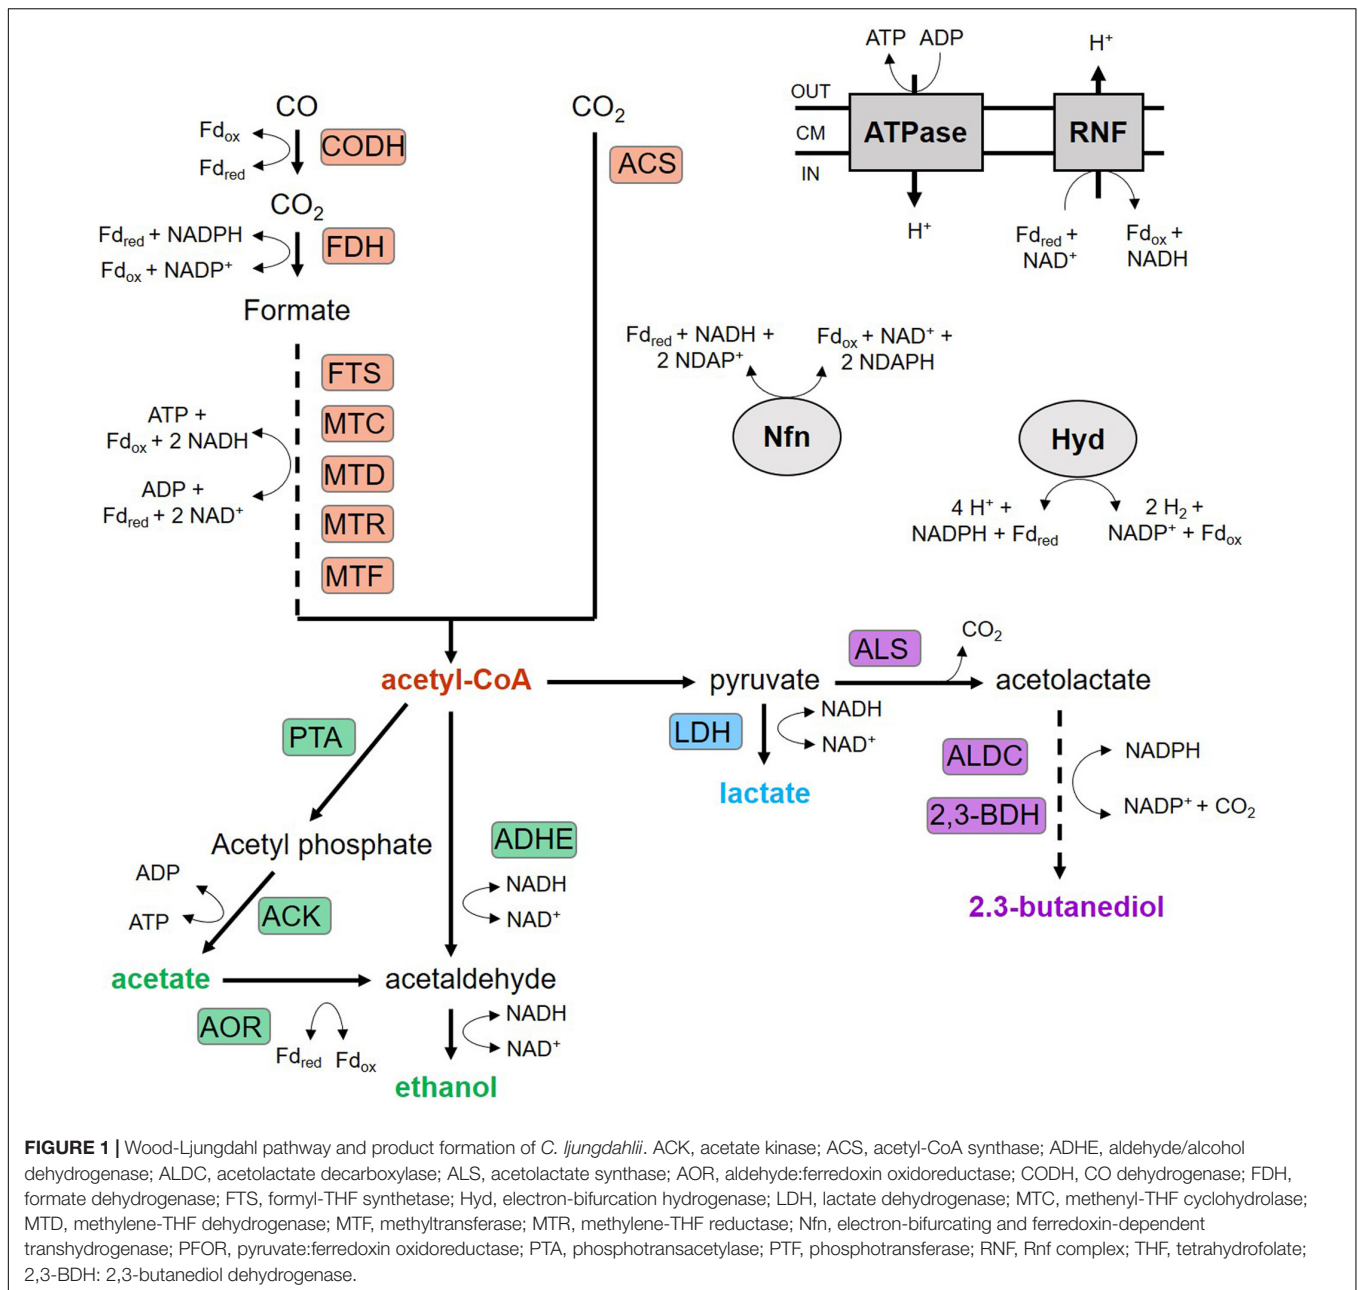 CO
Fdox
Fdred
CODH
CO2
FDH
Fdred + NADPH
Fdox + NADP+
Formate
FTS
MTC
MTD
MTR
MTF
ATP +
Fdox + 2 NADH
ADP +
Fdred + 2 NAD+
CO2
ACS
ATP ADP
H+
OUT
CM
IN
ATPase
RNF
H+
Fdred +
NAD+
Fdox +
NADH
Fdred + NADH +
2 NDAP+
Fdox + NAD+ +
2 NDAPH
Nfn
Hyd
4 H+ +
NADPH + Fdred
2 H2 +
NADP+ + Fdox
acetyl-CoA
pyruvate
ALS
CO2
acetolactate
LDH
NADH
NAD+
lactate
ALDC
2,3-BDH
NADPH
NADP+ + CO2
2.3-butanediol
PTA
Acetyl phosphate
ADP
ATP
ACK
ADHE
NADH
NAD+
acetate
acetaldehyde
AOR
Fdred Fdox
NADH
NAD+
ethanol
FIGURE 1 | Wood-Ljungdahl pathway and product formation of C. ljungdahlii. ACK, acetate kinase; ACS, acetyl-CoA synthase; ADHE, aldehyde/alcohol
dehydrogenase; ALDC, acetolactate decarboxylase; ALS, acetolactate synthase; AOR, aldehyde:ferredoxin oxidoreductase; CODH, CO dehydrogenase; FDH,
formate dehydrogenase; FTS, formyl-THF synthetase; Hyd, electron-bifurcation hydrogenase; LDH, lactate dehydrogenase; MTC, methenyl-THF cyclohydrolase;
MTD, methylene-THF dehydrogenase; MTF, methyltransferase; MTR, methylene-THF reductase; Nfn, electron-bifurcating and ferredoxin-dependent
transhydrogenase; PFOR, pyruvate:ferredoxin oxidoreductase; PTA, phosphotransacetylase; PTF, phosphotransferase; RNF, Rnf complex; THF, tetrahydrofolate;
2,3-BDH: 2,3-butanediol dehydrogenase.